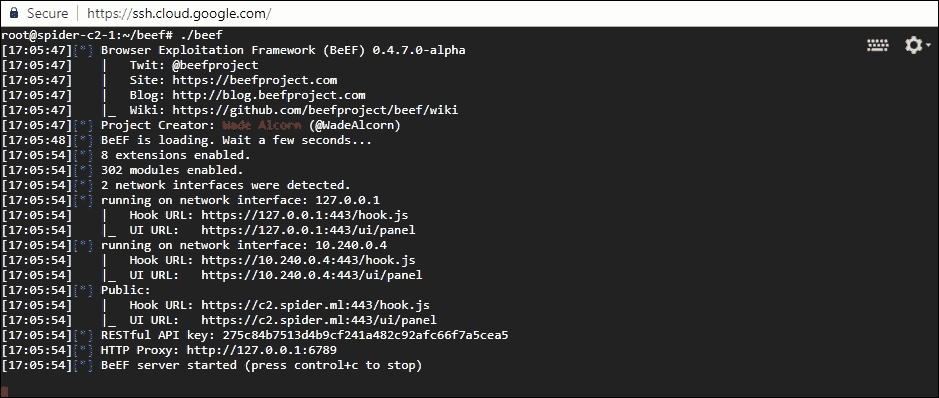 Secure https://ssh.cloud.google.com/
root@spider-c2-1:~/beef# ./beef
[17:05:47][*] Browser Exploitation Framework (BeEF) 0.4.7.0-alpha
[17:05:47]    |   Twit: @beefproject
[17:05:47]    |   Site: https://beefproject.com
[17:05:47]    |   Blog: http://blog.beefproject.com
[17:05:47]    |_  Wiki: https://github.com/beefproject/beef/wiki
[17:05:47][*] Project Creator: Wade Alcorn (@WadeAlcorn)
[17:05:48][*] BeEF is loading. Wait a few seconds...
[17:05:54][*] 8 extensions enabled.
[17:05:54][*] 302 modules enabled.
[17:05:54][*] 2 network interfaces were detected.
[17:05:54][*] running on network interface: 127.0.0.1
[17:05:54]    |   Hook URL: https://127.0.0.1:443/hook.js
[17:05:54]    |_  UI URL:   https://127.0.0.1:443/ui/panel
[17:05:54][*] running on network interface: 10.240.0.4
[17:05:54]    |   Hook URL: https://10.240.0.4:443/hook.js
[17:05:54]    |_  UI URL:   https://10.240.0.4:443/ui/panel
[17:05:54][*] Public:
[17:05:54]    |   Hook URL: https://c2.spider.ml:443/hook.js
[17:05:54]    |_  UI URL:   https://c2.spider.ml:443/ui/panel
[17:05:54][*] RESTful API key: 275c84b7513d4b9cf241a482c92afc66f7a5cea5
[17:05:54][*] HTTP Proxy: http://127.0.0.1:6789
[17:05:54][*] BeEF server started (press control+c to stop)